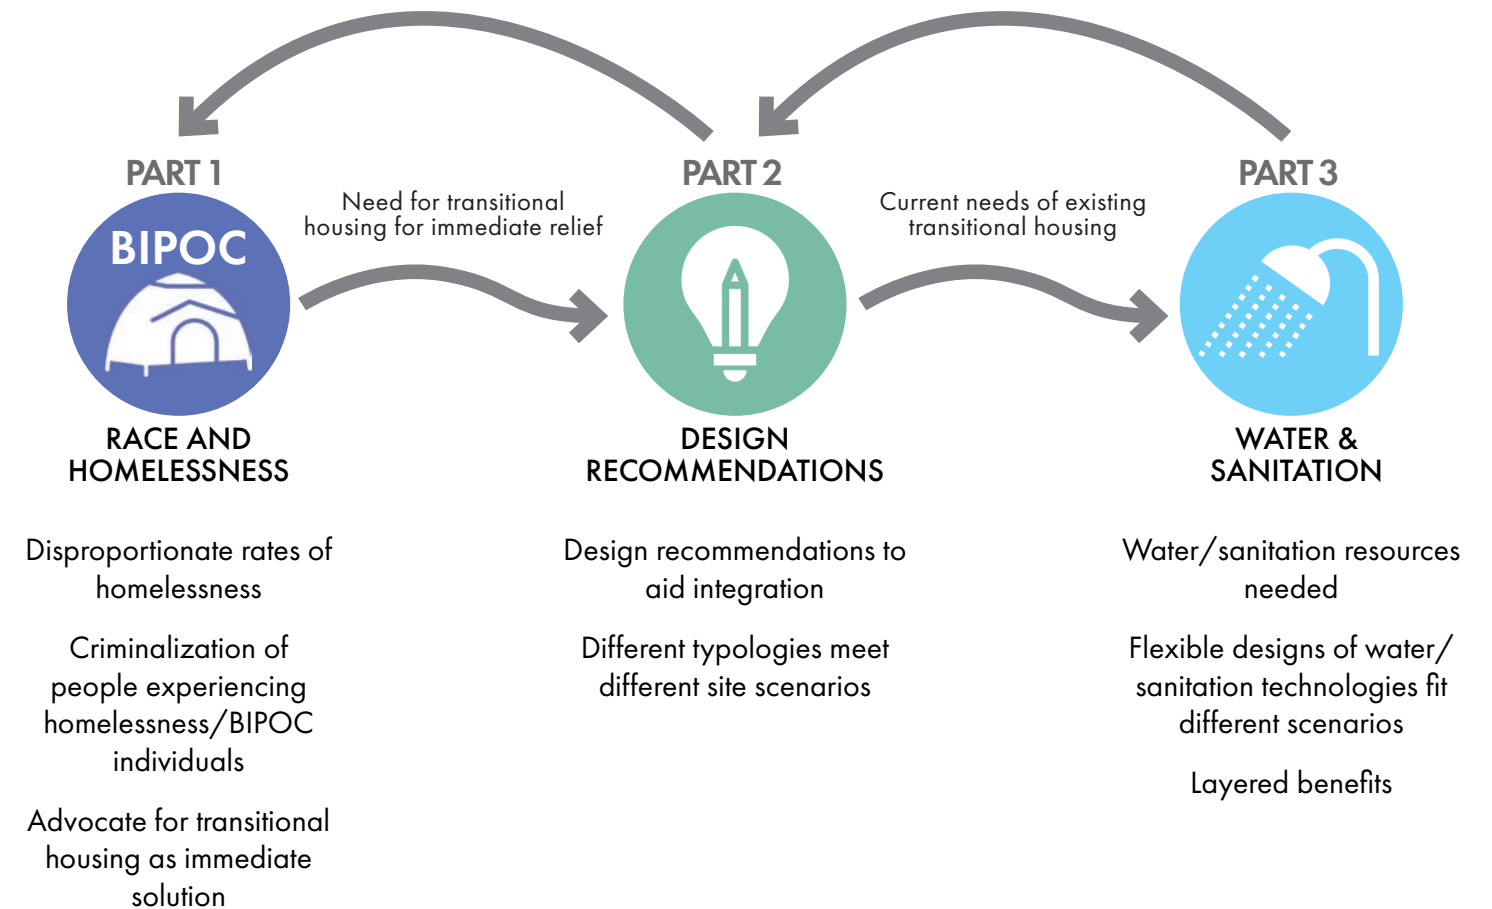 PART 1
BIPOC
RACE AND
HOMELESSNESS
Disproportionate rates of
homelessness
Criminalization of
people experiencing
homelessness/BIPOC
individuals
Advocate for transitional
housing as immediate
solution
Need for transitional
housing for immediate relief
PART 2
DESIGN
RECOMMENDATIONS
Design recommendations to
aid integration
Different typologies meet
different site scenarios
Current needs of existing
transitional housing
PART 3
WATER &
SANITATION
Water/sanitation resources
needed
Flexible designs of water/
sanitation technologies fit
different scenarios
Layered benefits